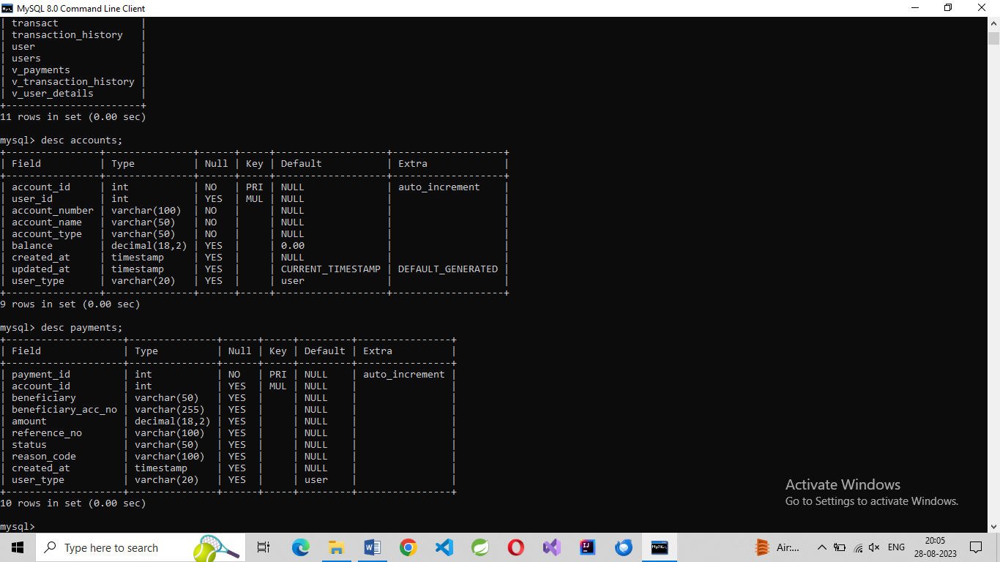 MySQL 8.0 Command Line Client
| transact              |
| transaction_history   |
| user                  |
| users                 |
| v_payments            |
| v_transaction_history |
| v_user_details        |
+-----------------------+
11 rows in set (0.00 sec)
mysql> desc accounts;
+----------------+---------------+------+-----+-------------------+-------------------+
| Field          | Type          | Null | Key | Default           | Extra             |
+----------------+---------------+------+-----+-------------------+-------------------+
| account_id     | int           | NO   | PRI | NULL              | auto_increment    |
| user_id        | int           | YES  | MUL | NULL              |                   |
| account_number | varchar(100)  | NO   |     | NULL              |                   |
| account_name   | varchar(50)   | NO   |     | NULL              |                   |
| account_type   | varchar(50)   | NO   |     | NULL              |                   |
| balance        | decimal(18,2) | YES  |     | 0.00              |                   |
| created_at     | timestamp     | YES  |     | NULL              |                   |
| updated_at     | timestamp     | YES  |     | CURRENT_TIMESTAMP | DEFAULT_GENERATED |
| user_type      | varchar(20)   | YES  |     | user              |                   |
+----------------+---------------+------+-----+-------------------+-------------------+
9 rows in set (0.00 sec)
mysql> desc payments;
+--------------------+---------------+------+-----+---------+----------------+
| Field              | Type          | Null | Key | Default | Extra          |
+--------------------+---------------+------+-----+---------+----------------+
| payment_id         | int           | NO   | PRI | NULL    | auto_increment |
| account_id         | int           | YES  | MUL | NULL    |                |
| beneficiary        | varchar(50)   | YES  |     | NULL    |                |
| beneficiary_acc_no | varchar(255)  | YES  |     | NULL    |                |
| amount             | decimal(18,2) | YES  |     | NULL    |                |
| reference_no       | varchar(100)  | YES  |     | NULL    |                |
| status             | varchar(50)   | YES  |     | NULL    |                |
| reason_code        | varchar(100)  | YES  |     | NULL    |                |
| created_at         | timestamp     | YES  |     | NULL    |                |
| user_type          | varchar(20)   | YES  |     | user    |                |
+--------------------+---------------+------+-----+---------+----------------+
10 rows in set (0.00 sec)
mysql>
Activate Windows
Go to Settings to activate Windows.
Type here to search
Air:...
ENG
20:05
28-08-2023